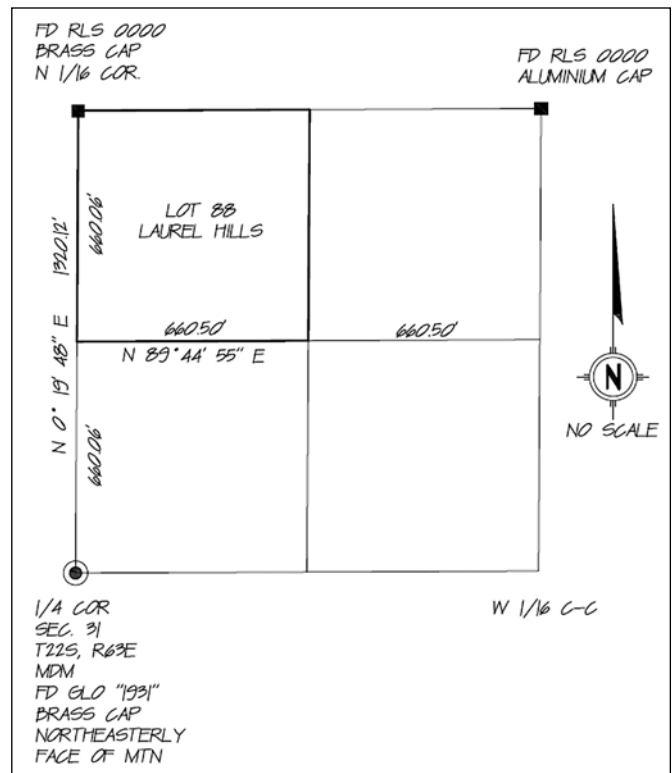 FD RLS 0000
BRASS CAP
N 1/16 COR.
FD RLS 0000
ALUMINIUM CAP
LOT 88
LAUREL HILLS
660.06'
1320.12'
N 0° 19' 48" E
660.50'
660.50'
N 89° 44' 55" E
660.06'
N
NO SCALE
1/4 COR
SEC. 31
T22S, R63E
MDM
FD GLO "1931"
BRASS CAP
NORTHEASTERLY
FACE OF MTN
W 1/16 C-C